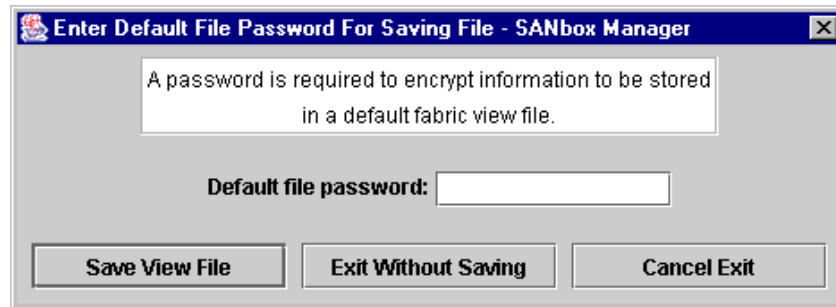 Enter Default File Password For Saving File - SANbox Manager
A password is required to encrypt information to be stored
in a default fabric view file.
Default file password:
Save View File
Exit Without Saving
Cancel Exit